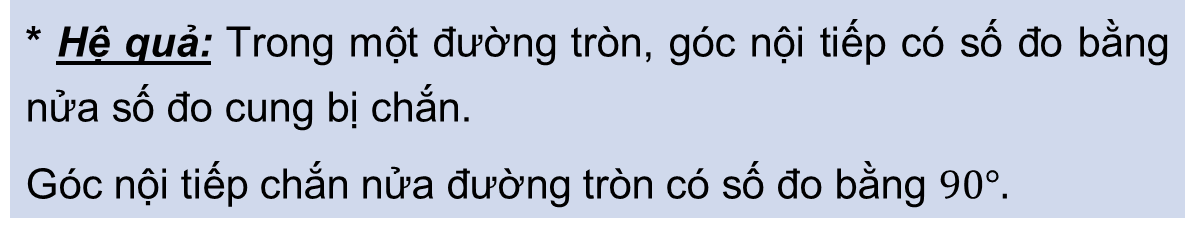 * Hệ quả: Trong một đường tròn, góc nội tiếp có số đo bằng
nửa số đo cung bị chắn.
Góc nội tiếp chắn nửa đường tròn có số đo bằng 90°.